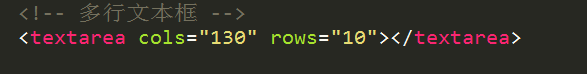 <!-- 多行文本框 -->
<textarea cols="130" rows="10"></textarea>